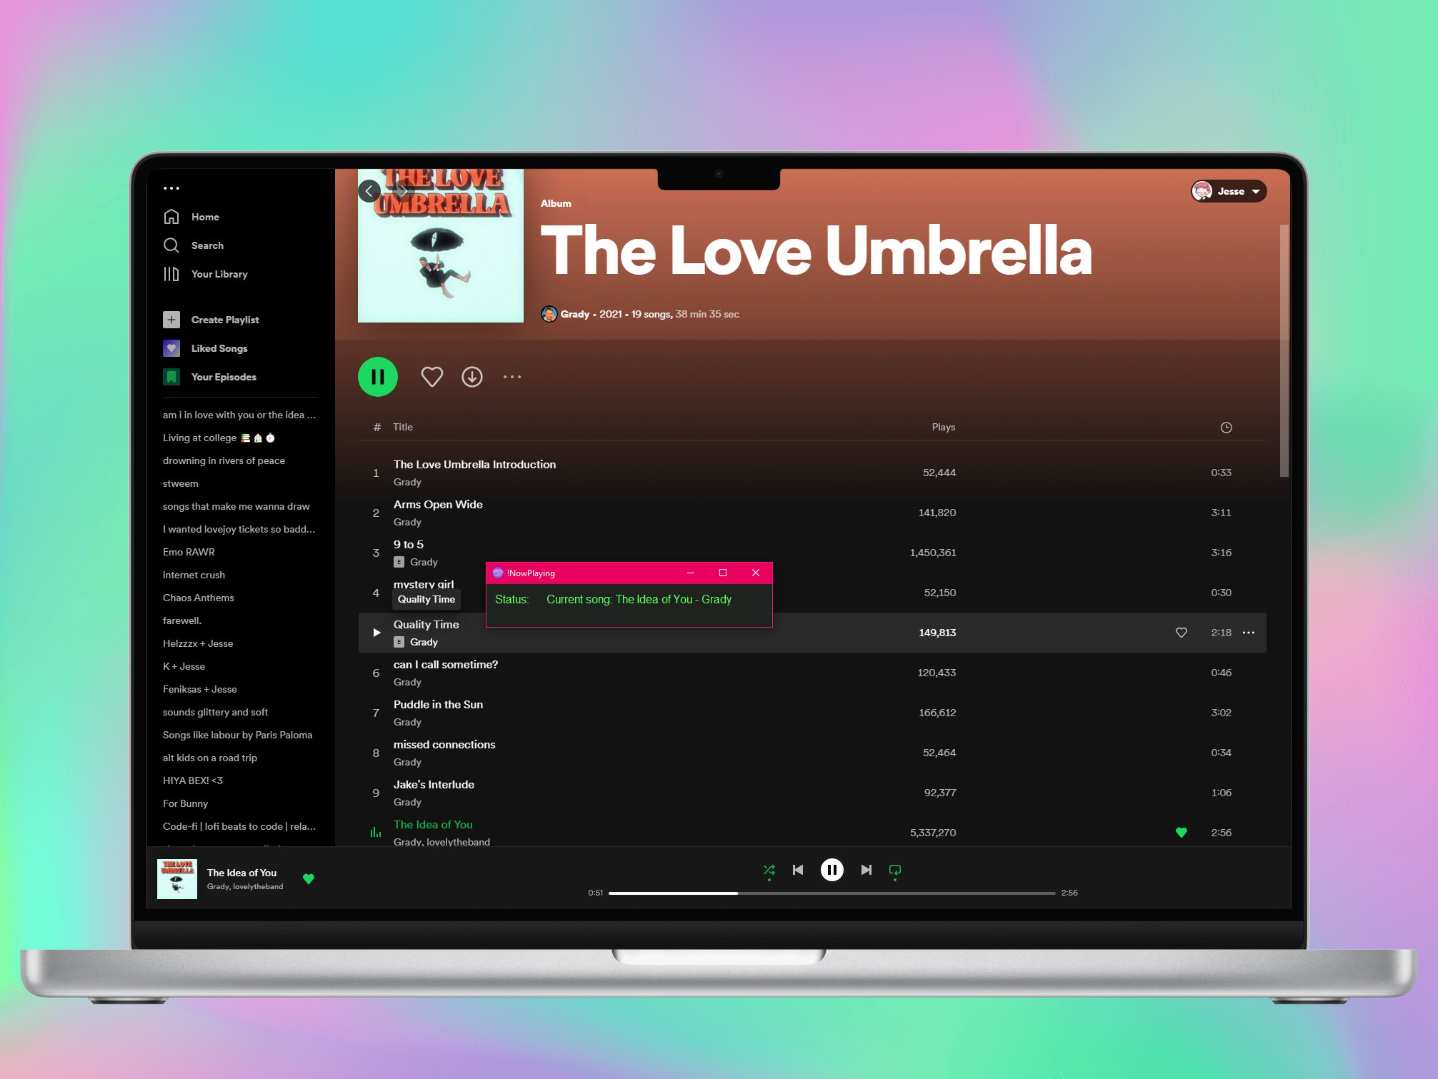 THE LOVE
UMBRELLA
Album
The Love Umbrella
Grady • 2021 • 19 songs, 38 min 35 sec
Jesse
Home
Search
Your Library
Create Playlist
Liked Songs
Your Episodes
am i in love with you or the idea ...
Living at college 📚 🏠 ⏱
drowning in rivers of peace
stweem
songs that make me wanna draw
I wanted lovejoy tickets so badd...
Emo RAWR
internet crush
Chaos Anthems
farewell.
Helzzzx + Jesse
K + Jesse
Feniksas + Jesse
sounds glittery and soft
Songs like labour by Paris Paloma
alt kids on a road trip
HIYA BEX! <3
For Bunny
Code-fi | lofi beats to code | rela...
# Title Plays
1 The Love Umbrella Introduction 52,444 0:33
Grady
2 Arms Open Wide 141,820 3:11
Grady
3 9 to 5 1,450,361 3:16
E Grady
4 mystery girl 52,150 0:30
Quality Time
!NowPlaying
Status: Current song: The Idea of You - Grady
Quality Time 149,813 2:18
E Grady
6 can I call sometime? 120,433 0:46
Grady
7 Puddle in the Sun 166,612 3:02
Grady
8 missed connections 52,464 0:34
Grady
9 Jake's Interlude 92,377 1:06
Grady
The Idea of You 5,337,270 2:56
Grady, lovelytheband
THE LOVE
UMBRELLA
The Idea of You
Grady, lovelytheband
0:51 2:56